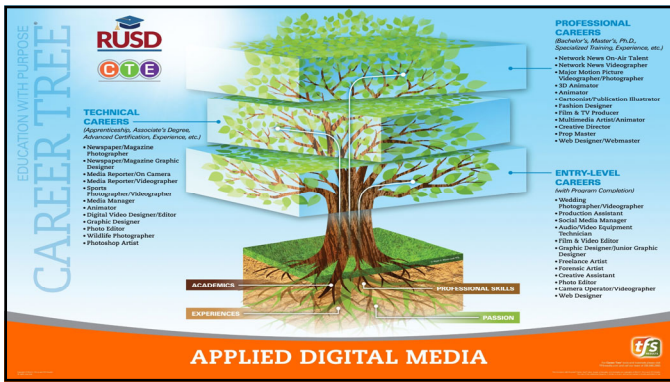 EDUCATION WITH PURPOSE
CAREER TREE
RUSD
CTE
TECHNICAL
CAREERS
(Apprenticeship, Associate's Degree,
Advanced Certification, Experience, etc.)
• Newspaper/Magazine
Photographer
• Newspaper/Magazine Graphic
Designer
• Media Reporter/On Camera
• Media Reporter/Videographer
• Sports
Photographer/Videographer
• Media Manager
• Animator
• Digital Video Designer/Editor
• Graphic Designer
• Photo Editor
• Wildlife Photographer
• Photoshop Artist
PROFESSIONAL
CAREERS
(Bachelor's, Master's, Ph.D.,
Specialized Training, Experience, etc.)
• Network News On-Air Talent
• Network News Videographer
• Major Motion Picture
Videographer/Photographer
• 3D Animator
• Animator
• Cartoonist/Publication Illustrator
• Fashion Designer
• Film & TV Producer
• Multimedia Artist/Animator
• Creative Director
• Prop Master
• Web Designer/Webmaster
ENTRY-LEVEL
CAREERS
(with Program Completion)
• Wedding
Photographer/Videographer
• Production Assistant
• Social Media Manager
• Audio/Video Equipment
Technician
• Film & Video Editor
• Graphic Designer/Junior Graphic
Designer
• Freelance Artist
• Forensic Artist
• Creative Assistant
• Photo Editor
• Camera Operator/Videographer
• Web Designer
ACADEMICS
PROFESSIONAL SKILLS
EXPERIENCES
PASSION
APPLIED DIGITAL MEDIA
tfs